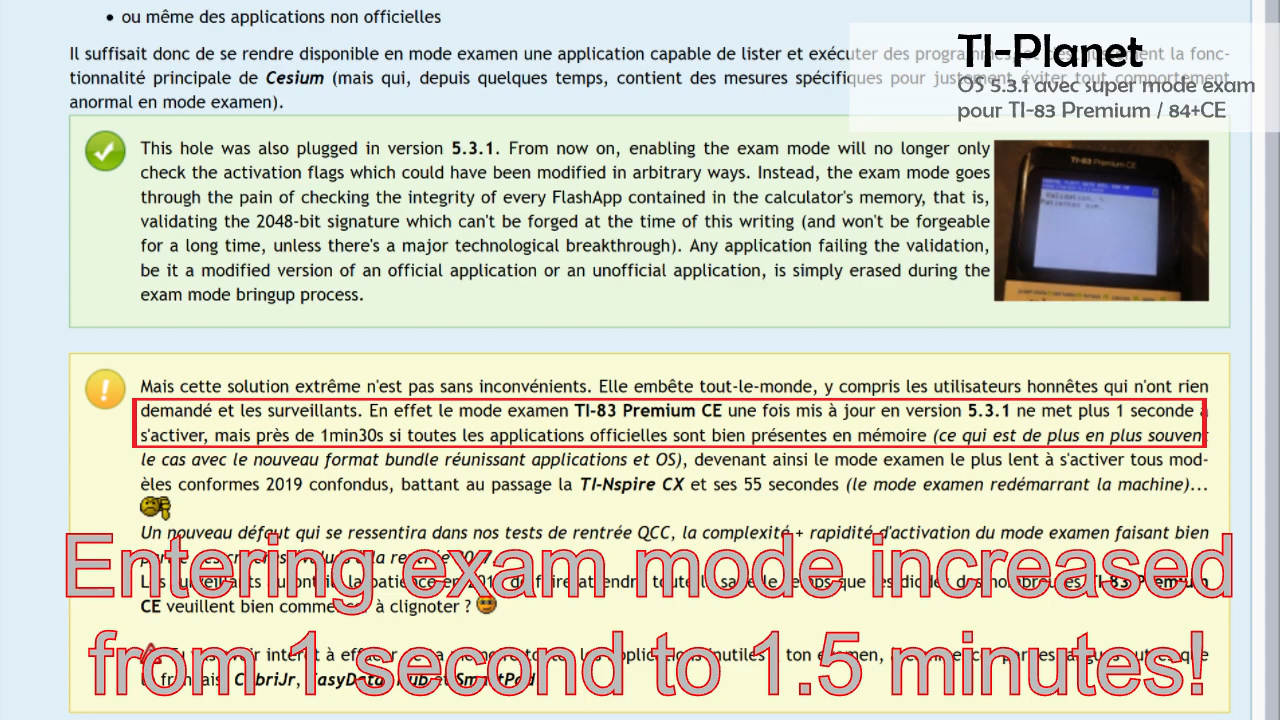 ou même des applications non officielles
Il suffisait donc de se rendre disponible en mode examen une application capable de lister et exécuter des programmes, et c'est justement la fonc-
tionnalité principale de Cesium (mais qui, depuis quelques temps, contient des mesures spécifiques pour justement éviter tout comportement
anormal en mode examen).
TI-Planet
OS 5.3.1 avec super mode exam
pour TI-83 Premium / 84+CE
This hole was also plugged in version 5.3.1. From now on, enabling the exam mode will no longer only
check the activation flags which could have been modified in arbitrary ways. Instead, the exam mode goes
through the pain of checking the integrity of every FlashApp contained in the calculator's memory, that is,
validating the 2048-bit signature which can't be forged at the time of this writing (and won't be forgeable
for a long time, unless there's a major technological breakthrough). Any application failing the validation,
be it a modified version of an official application or an unofficial application, is simply erased during the
exam mode bringup process.
TI-83 Premium CE
Validation
Mais cette solution extrême n'est pas sans inconvénients. Elle embête tout-le-monde, y compris les utilisateurs honnêtes qui n'ont rien
demandé et les surveillants. En effet le mode examen TI-83 Premium CE une fois mis à jour en version 5.3.1 ne met plus 1 seconde à
s'activer, mais près de 1min30s si toutes les applications officielles sont bien présentes en mémoire (ce qui est de plus en plus souvent
le cas avec le nouveau format bundle réunissant applications et OS), devenant ainsi le mode examen le plus lent à s'activer tous mod-
èles conformes 2019 confondus, battant au passage la TI-Nspire CX et ses 55 secondes (le mode examen redémarrant la machine)...
Un nouveau défaut qui se ressentira dans nos tests de rentrée QCC, la complexité + rapidité d'activation du mode examen faisant bien
Entering exam mode increased
CE veuillent bien commencer à clignoter ?
from 1 second to 1.5 minutes!